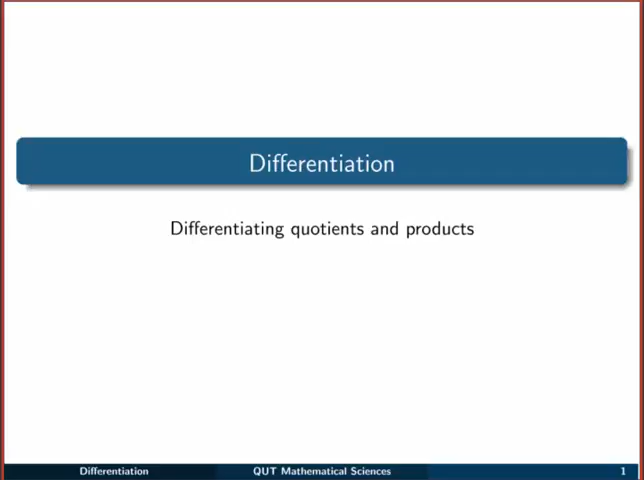 Differentiation
Differentiating quotients and products
Differentiation QUT Mathematical Sciences 1